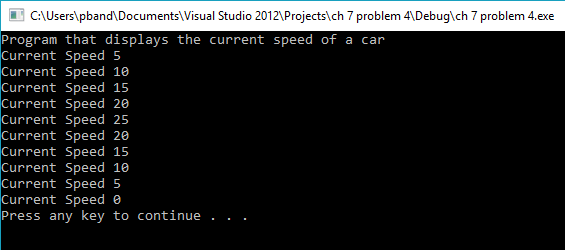 C:\Users\pband\Documents\Visual Studio 2012\Projects\ch 7 problem 4\Debug\ch 7 problem 4.exe
Program that displays the current speed of a car
Current Speed 5
Current Speed 10
Current Speed 15
Current Speed 20
Current Speed 25
Current Speed 20
Current Speed 15
Current Speed 10
Current Speed 5
Current Speed 0
Press any key to continue . . .